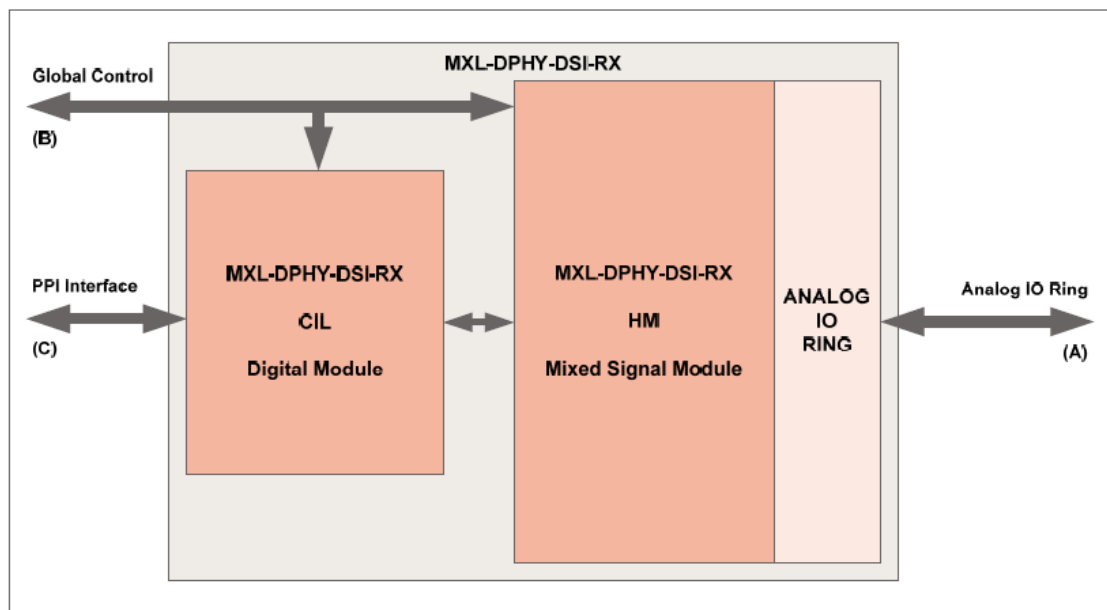 MXL-DPHY-DSI-RX
Global Control
(B)
PPI Interface
(C)
MXL-DPHY-DSI-RX
CIL
Digital Module
MXL-DPHY-DSI-RX
HMI
Mixed Signal Module
ANALOG
IO
RING
Analog IO Ring
(A)